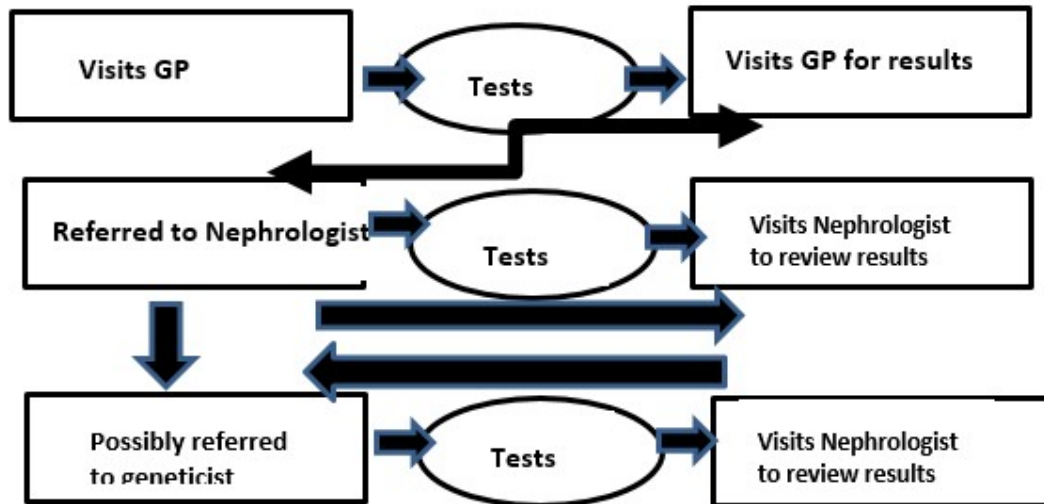 Visits GP
Tests
Visits GP for results
Referred to Nephrologist
Tests
Visits Nephrologist
to review results
Possibly referred
to geneticist
Tests
Visits Nephrologist
to review results